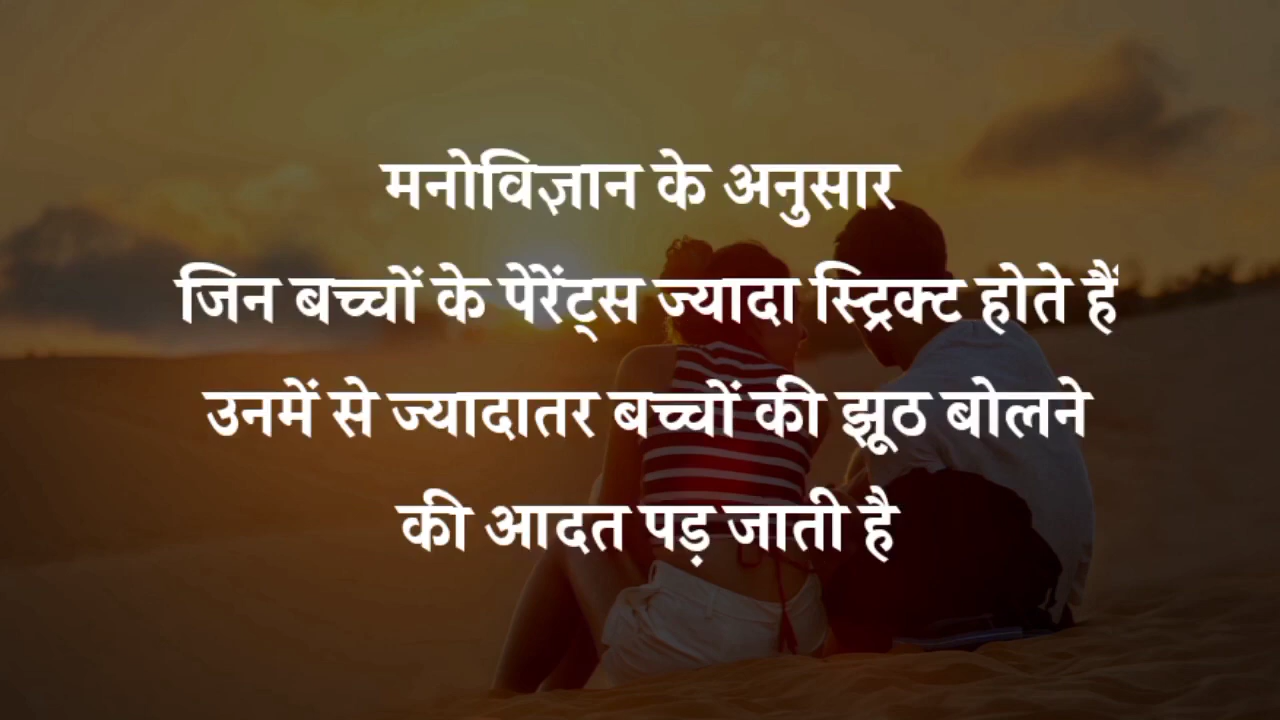 मनोविज्ञान के अनुसार
जिन बच्चों के पेरेंट्स ज्यादा स्ट्रिक्ट होते हैं
उनमें से ज्यादातर बच्चों की झूठ बोलने
की आदत पड़ जाती है